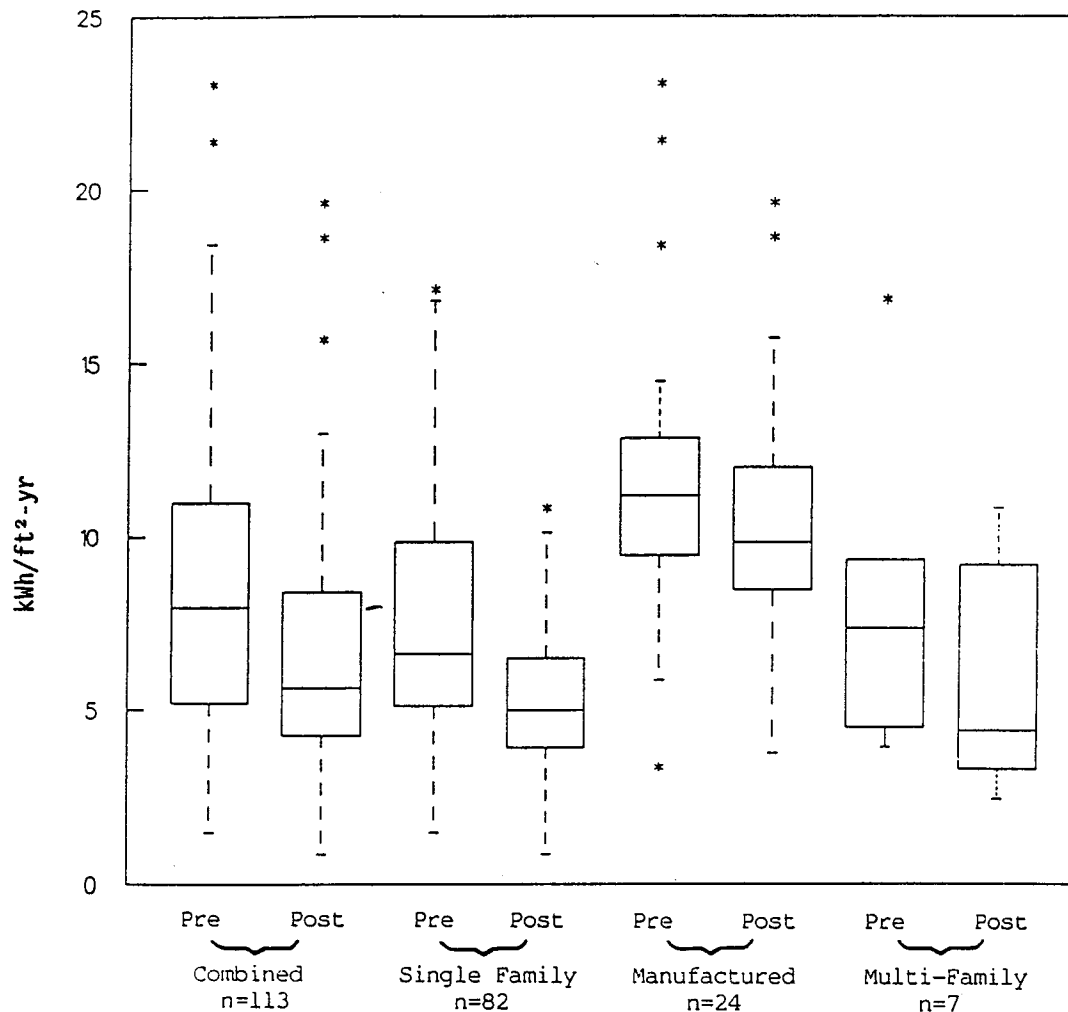 25
20
15
10
5
0
kWh/ft²-yr
Pre Post Pre Post Pre Post Pre Post
Combined Single Family Manufactured Multi-Family
n=113 n=82 n=24 n=7